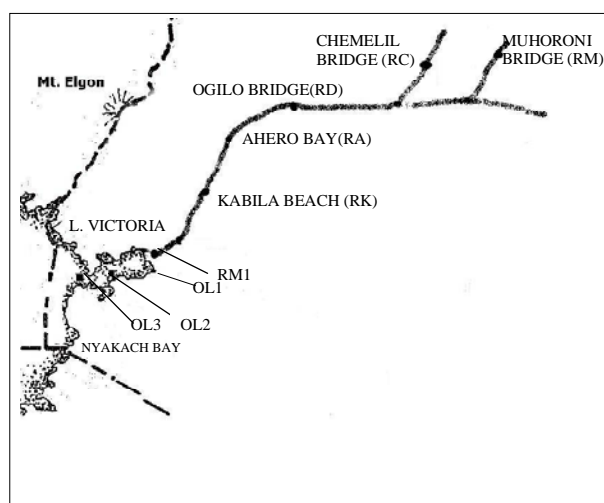 CHEMELIL
BRIDGE (RC)
MUHORONI
BRIDGE (RM)
Mt. Elgon
OGILO BRIDGE(RD)
AHERO BAY(RA)
KABILA BEACH (RK)
L. VICTORIA
RM1
OL1
OL3
OL2
NYAKACH BAY